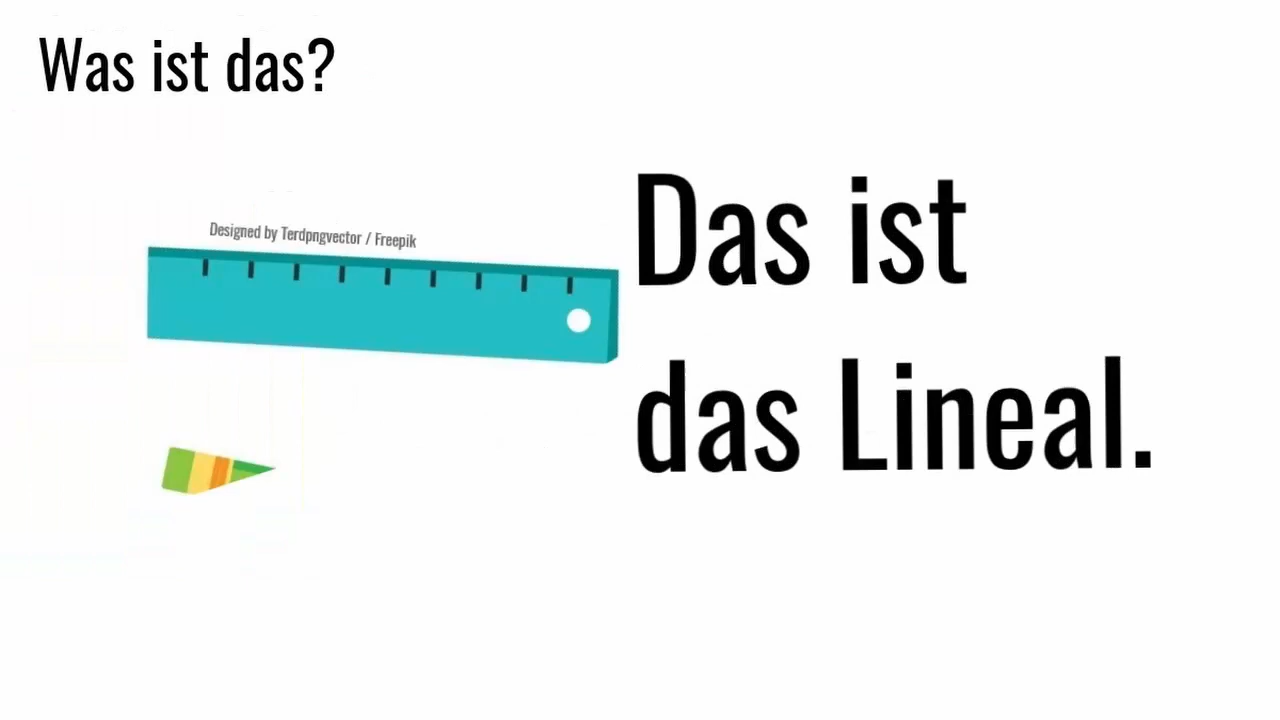 Was ist das?
Designed by Terdpngvector / Freepik
Das ist
das Lineal.